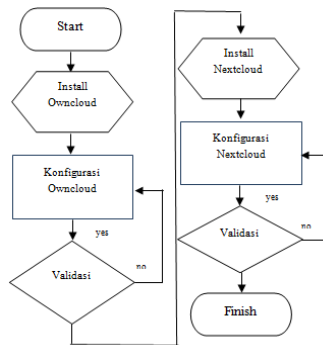 Start
Install
Owncloud
Konfigurasi
Owncloud
yes
Validasi
no
Install
Nextcloud
Konfigurasi
Nextcloud
yes
Validasi
no
Finish